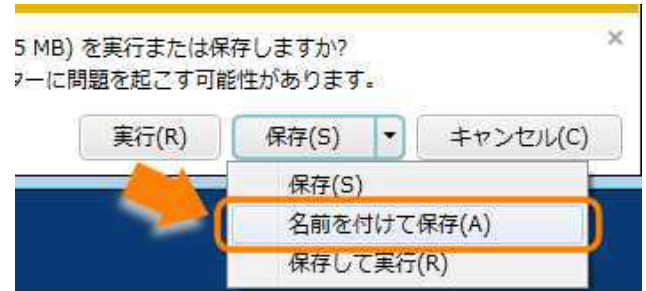 5 MB) を実行または保存しますか?
ターに問題を起こす可能性があります。
実行(R) 保存(S) キャンセル(C)
保存(S)
名前を付けて保存(A)
保存して実行(R)